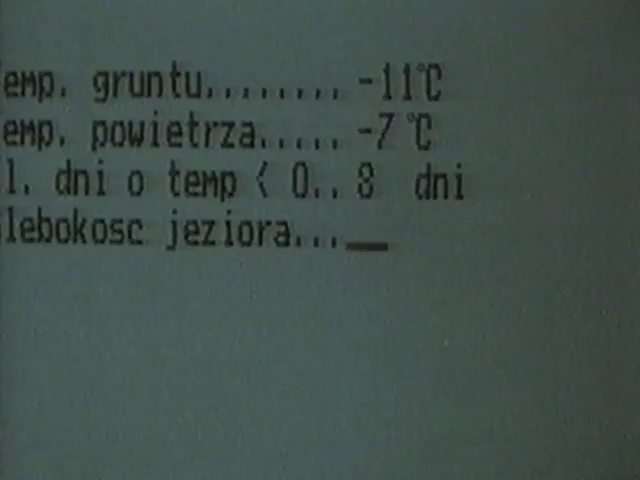 emp. gruntu........ -11°C
emp. powietrza..... -7 °C
l. dni o temp < 0.. 8 dni
lebokosc jeziora...